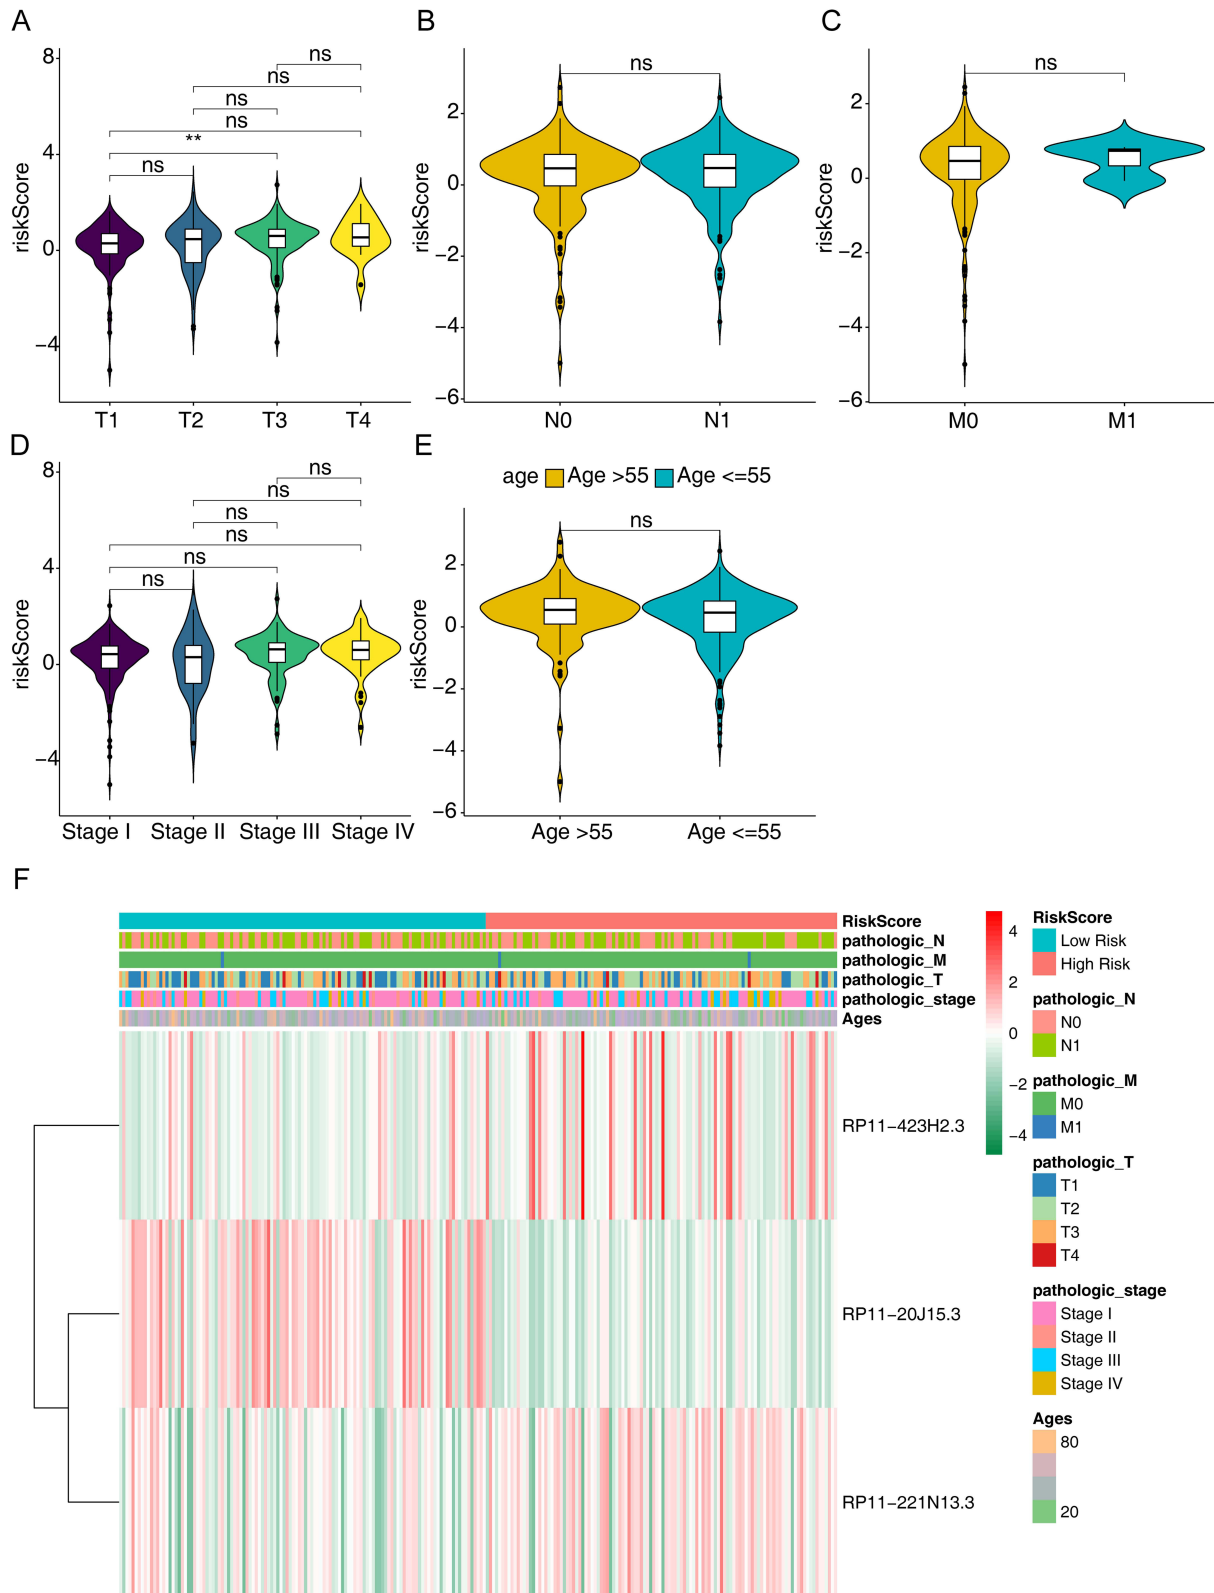 A
8
4
0
−4
riskScore
ns
ns
ns
ns
**
ns
T1 T2 T3 T4
B
2
0
−2
−4
−6
riskScore
ns
N0 N1
C
2
0
−2
−4
−6
riskScore
ns
M0 M1
D
8
4
0
−4
riskScore
ns
ns
ns
ns
ns
ns
Stage I Stage II Stage III Stage IV
E
age Age >55 Age <=55
2
0
−2
−4
−6
riskScore
ns
Age >55 Age <=55
F
RiskScore
pathologic_N
pathologic_M
pathologic_T
pathologic_stage
Ages
RP11−423H2.3
RP11−20J15.3
RP11−221N13.3
4
2
0
−2
−4
RiskScore
Low Risk
High Risk
pathologic_N
N0
N1
pathologic_M
M0
M1
pathologic_T
T1
T2
T3
T4
pathologic_stage
Stage I
Stage II
Stage III
Stage IV
Ages
80
20